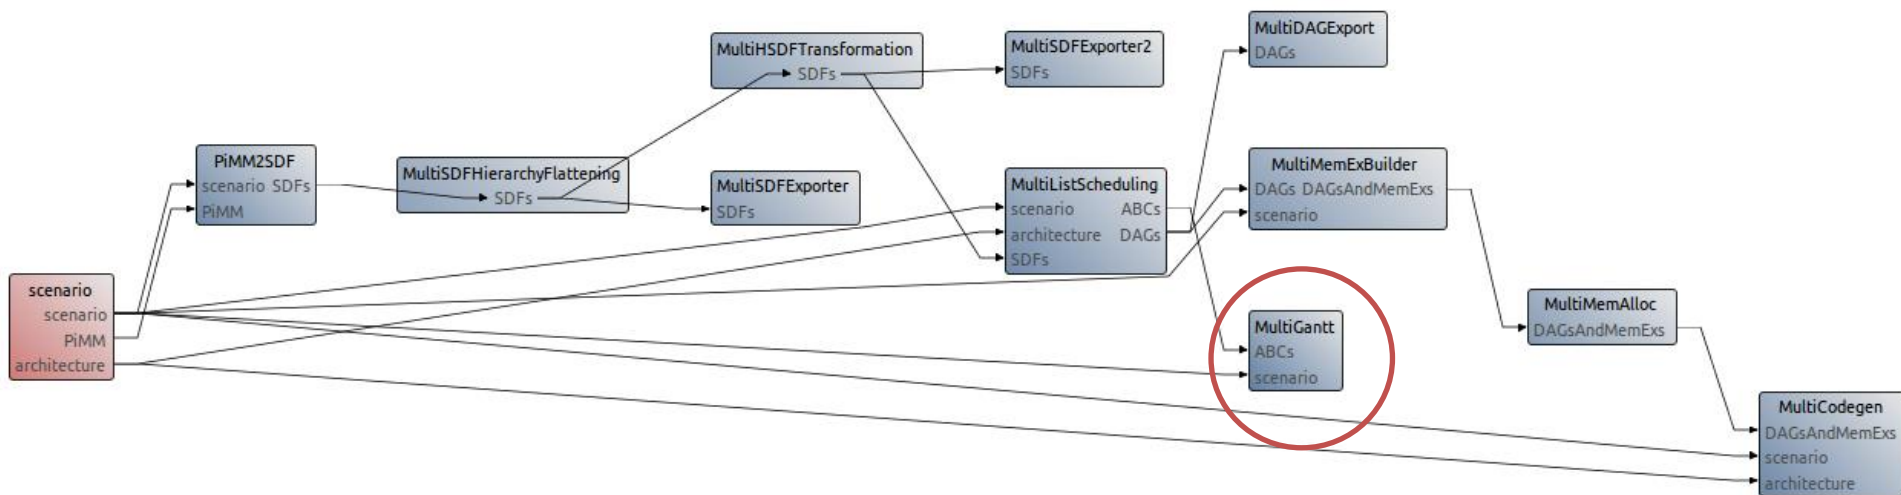 MultiDAGExport
DAGs
MultiHSDFTransformation
SDFs
MultiSDFExporter2
SDFs
PiMM2SDF
scenario SDFs
PiMM
MultiSDFHierarchyFlattening
SDFs
MultiSDFExporter
SDFs
MultiListScheduling
scenario ABCs
architecture DAGs
SDFs
MultiMemExBuilder
DAGs DAGsAndMemExs
scenario
scenario
scenario
PiMM
architecture
MultiGantt
ABCs
scenario
MultiMemAlloc
DAGsAndMemExs
MultiCodegen
DAGsAndMemExs
scenario
architecture